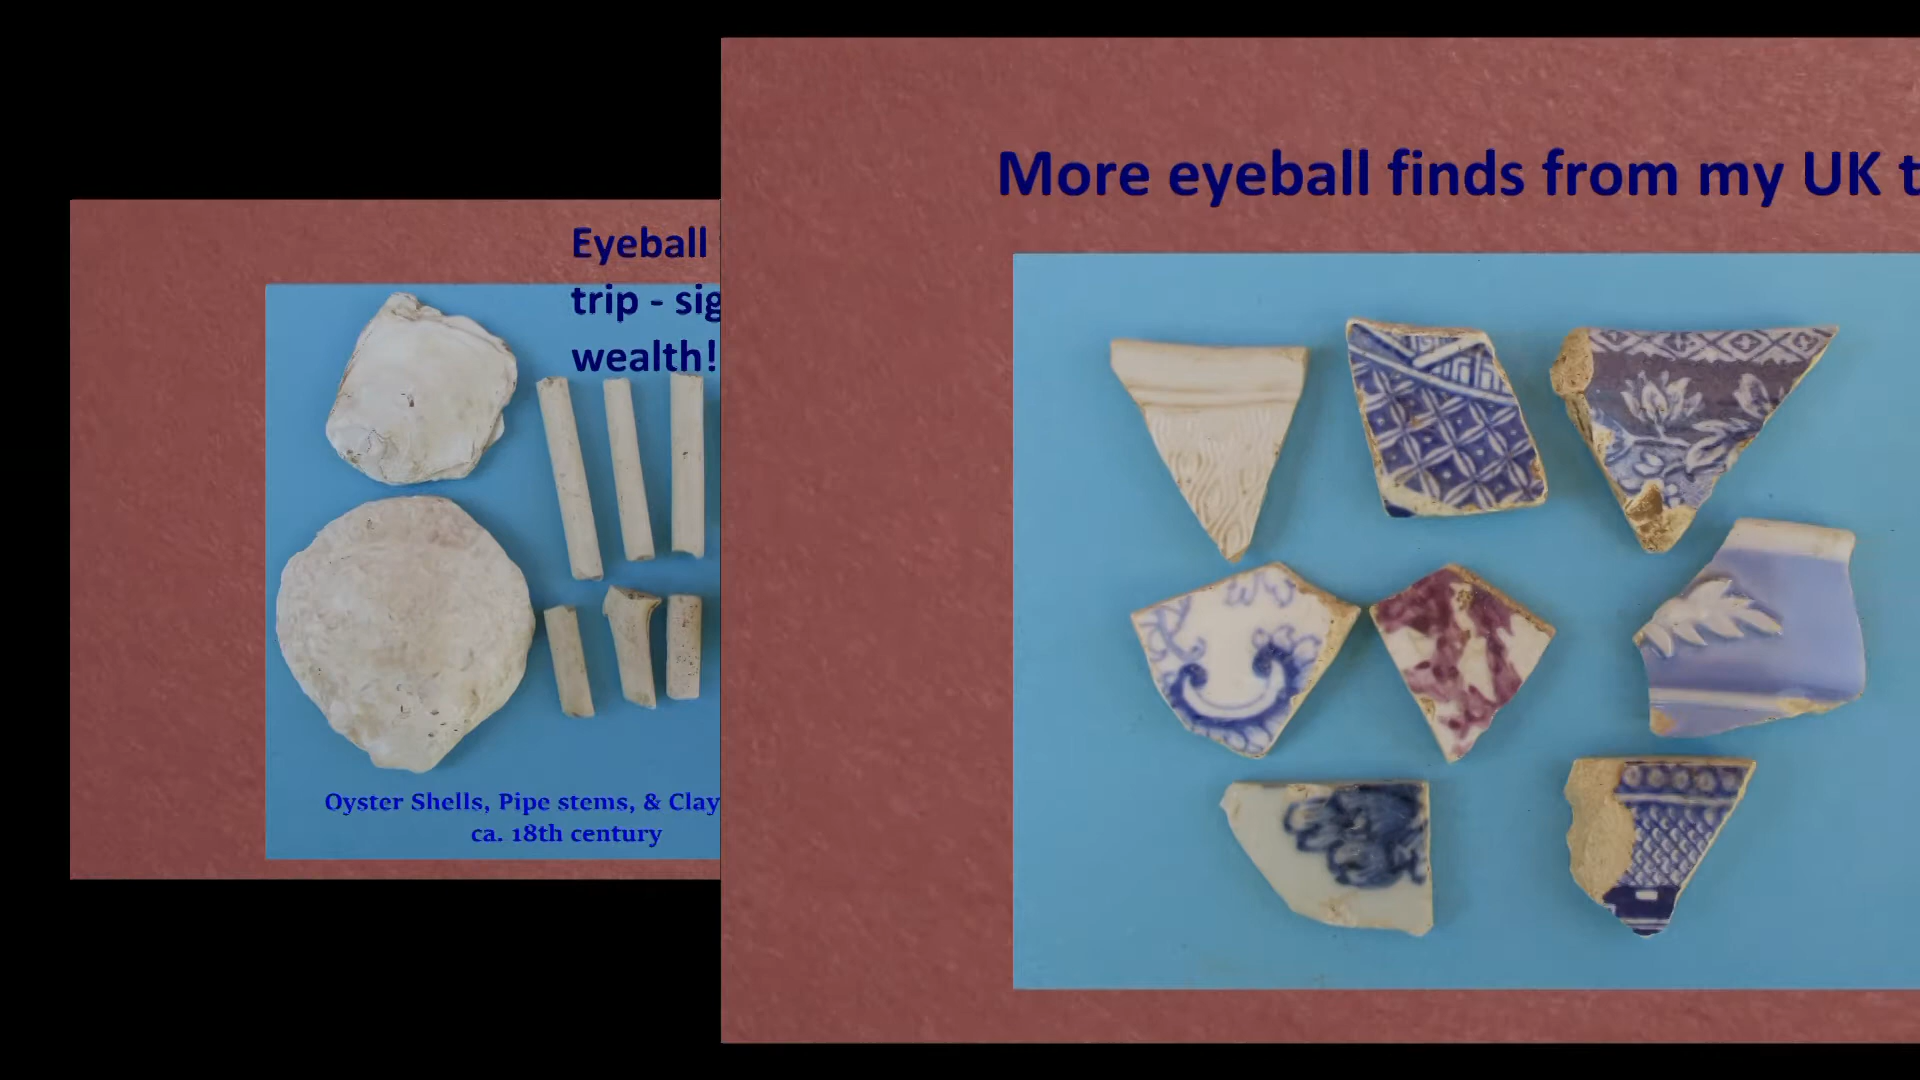 Eyeball
trip - sig
wealth!
Oyster Shells, Pipe stems, & Clay
ca. 18th century
More eyeball finds from my UK t